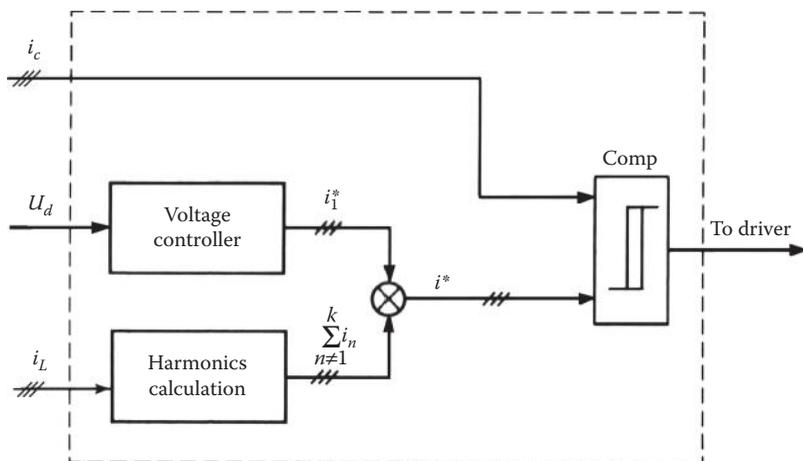 i_c
Comp
U_d
Voltage
controller
i_1^*
To driver
i^*
k
∑i_n
n≠1
i_L
Harmonics
calculation